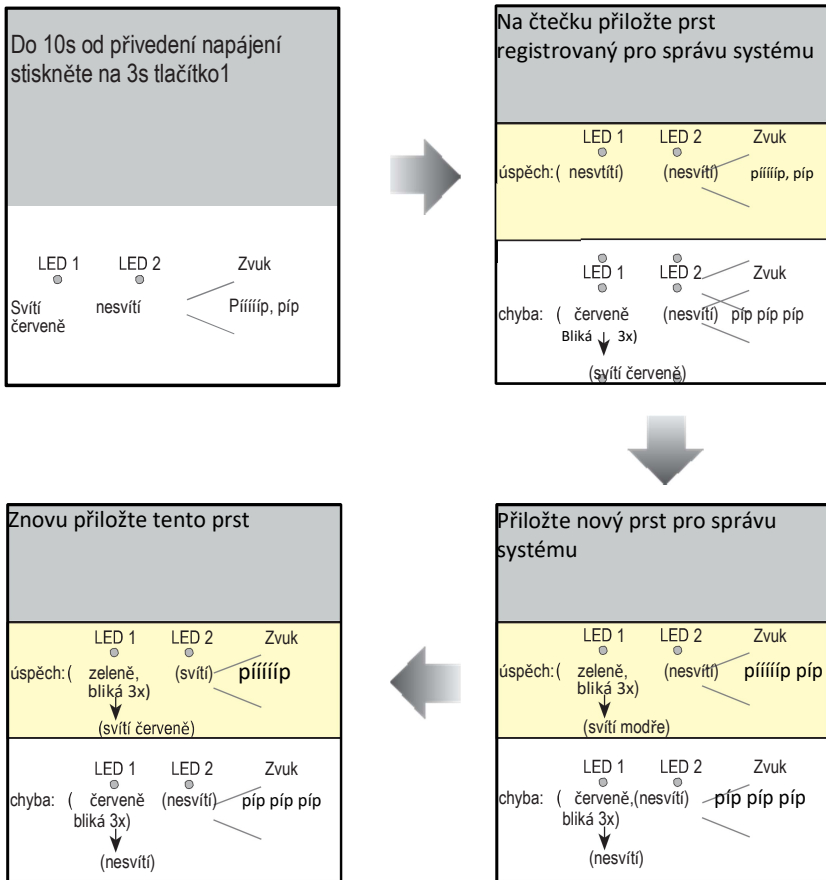 Do 10s od přivedení napájení
stiskněte na 3s tlačítko1
LED 1 LED 2 Zvuk
Svítí nesvítí Píííííp, píp
červeně
Na čtečku přiložte prst
registrovaný pro správu systému
LED 1 LED 2 Zvuk
úspěch: ( nesvtítí) (nesvítí) píííííp, píp
LED 1 LED 2 Zvuk
chyba: ( červeně (nesvítí) píp píp píp
Bliká 3x)
(svítí červeně)
Přiložte nový prst pro správu
systému
LED 1 LED 2 Zvuk
úspěch: ( zeleně, (nesvítí) píííííp píp
bliká 3x)
(svítí modře)
LED 1 LED 2 Zvuk
chyba: ( červeně,(nesvítí) píp píp píp
bliká 3x)
(nesvítí)
Znovu přiložte tento prst
LED 1 LED 2 Zvuk
úspěch: ( zeleně, (svítí) píííííp
bliká 3x)
(svítí červeně)
LED 1 LED 2 Zvuk
chyba: ( červeně (nesvítí) píp píp píp
bliká 3x)
(nesvítí)